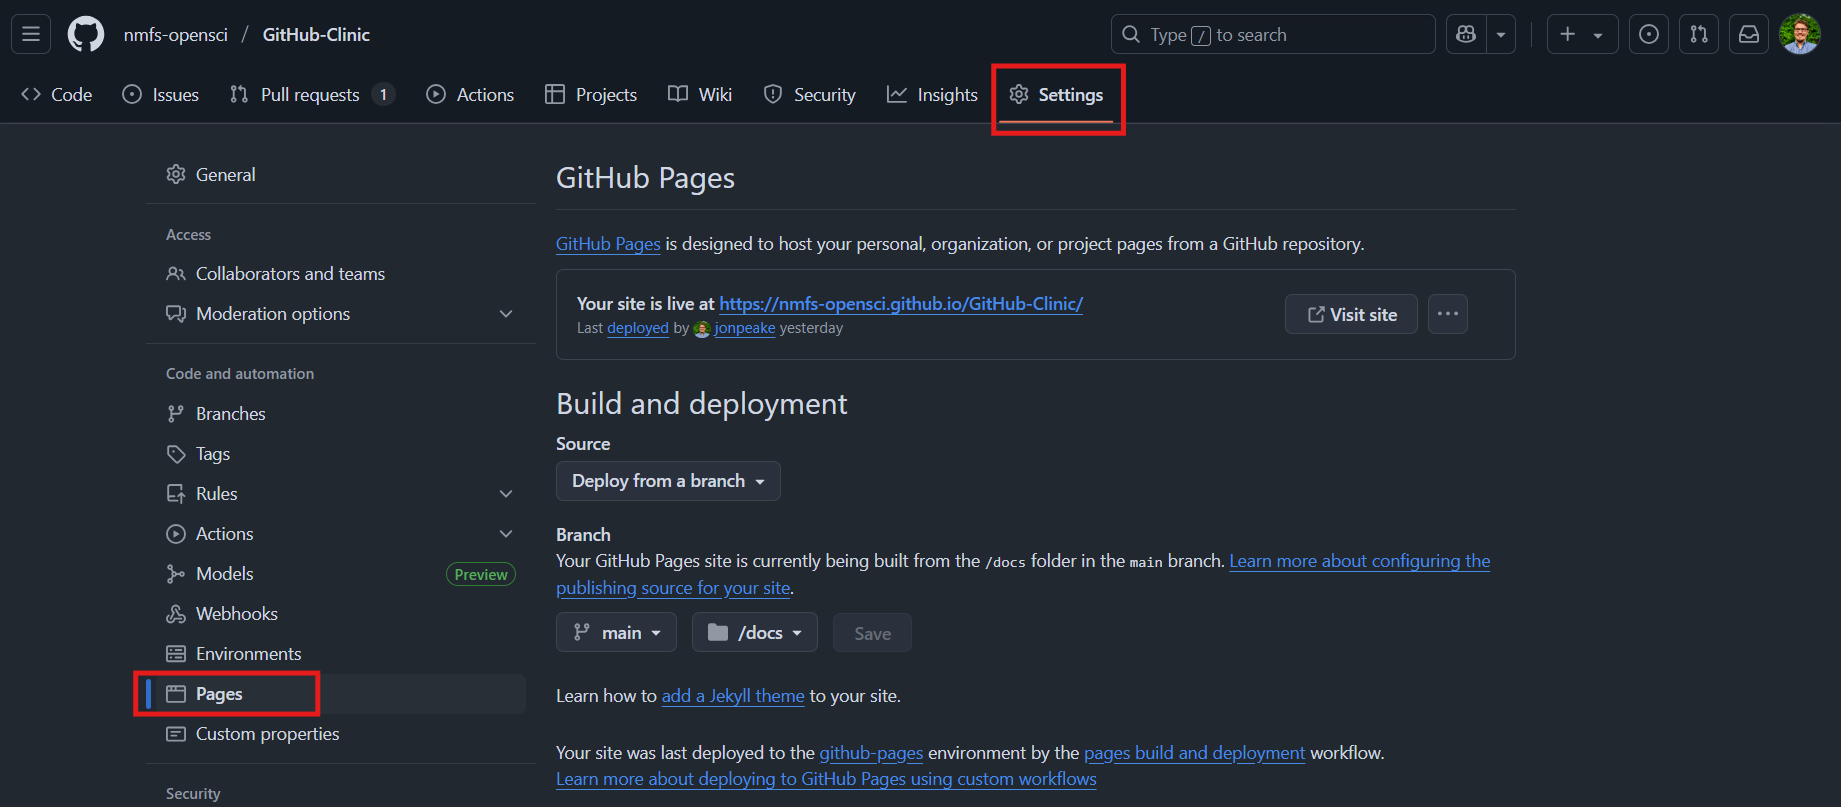 nmfs-opensci / GitHub-Clinic
Type / to search
Code
Issues
Pull requests 1
Actions
Projects
Wiki
Security
Insights
Settings
General
Access
Collaborators and teams
Moderation options
Code and automation
Branches
Tags
Rules
Actions
Models Preview
Webhooks
Environments
Pages
Custom properties
Security
GitHub Pages
GitHub Pages is designed to host your personal, organization, or project pages from a GitHub repository.
Your site is live at https://nmfs-opensci.github.io/GitHub-Clinic/
Last deployed by jonpeake yesterday
Visit site
Build and deployment
Source
Deploy from a branch
Branch
Your GitHub Pages site is currently being built from the /docs folder in the main branch. Learn more about configuring the
publishing source for your site.
main
/docs
Save
Learn how to add a Jekyll theme to your site.
Your site was last deployed to the github-pages environment by the pages build and deployment workflow.
Learn more about deploying to GitHub Pages using custom workflows